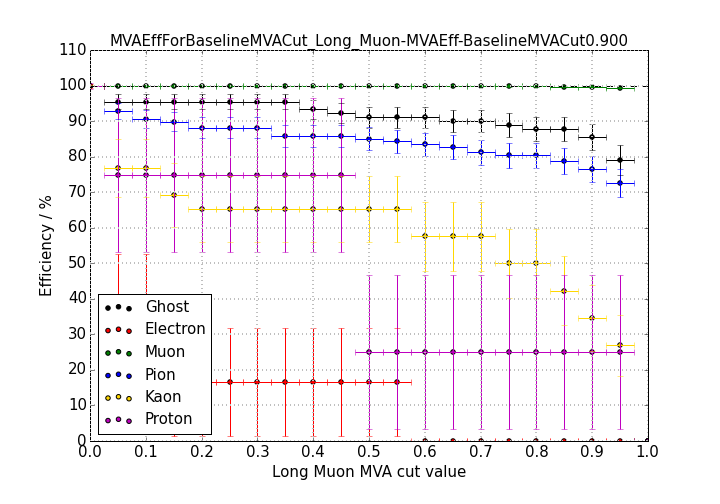 MVAEffForBaselineMVACut_Long_Muon-MVAEff-BaselineMVACut0.900
110
100
90
80
70
60
50
40
30
20
10
0
Efficiency / %
Ghost
Electron
Muon
Pion
Kaon
Proton
0.0 0.1 0.2 0.3 0.4 0.5 0.6 0.7 0.8 0.9 1.0
Long Muon MVA cut value